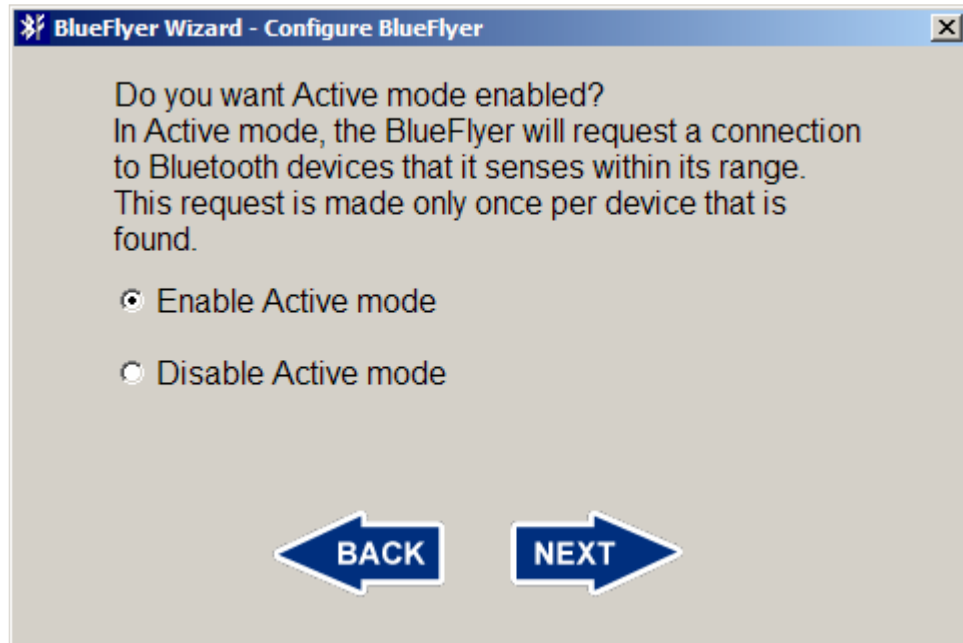 BlueFlyer Wizard - Configure BlueFlyer
Do you want Active mode enabled?
In Active mode, the BlueFlyer will request a connection
to Bluetooth devices that it senses within its range.
This request is made only once per device that is
found.
Enable Active mode
Disable Active mode
BACK
NEXT